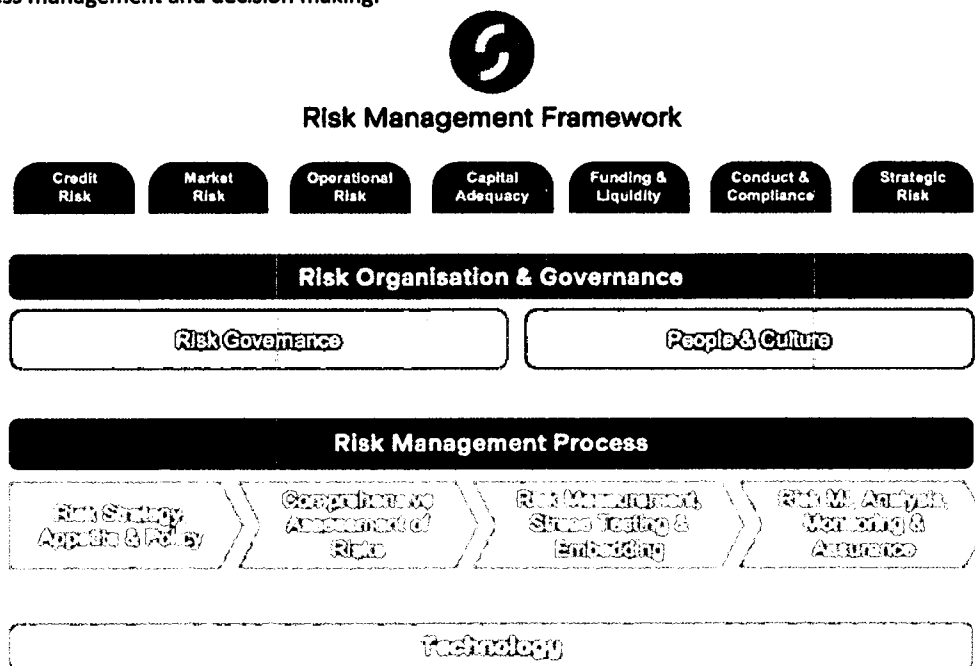 ess management and decision making.
Risk Management Framework
Credit
Risk
Market
Risk
Operational
Risk
Capital
Adequacy
Funding &
Liquidity
Conduct &
Compliance
Strategic
Risk
Risk Organisation & Governance
Risk Governance
People & Culture
Risk Management Process
Risk Strategy,
Appetite & Policy
Comprehensive
Assessment of
Risks
Risk Measurement,
Stress Testing &
Embedding
Risk MI, Analysis,
Monitoring &
Assurance
Technology